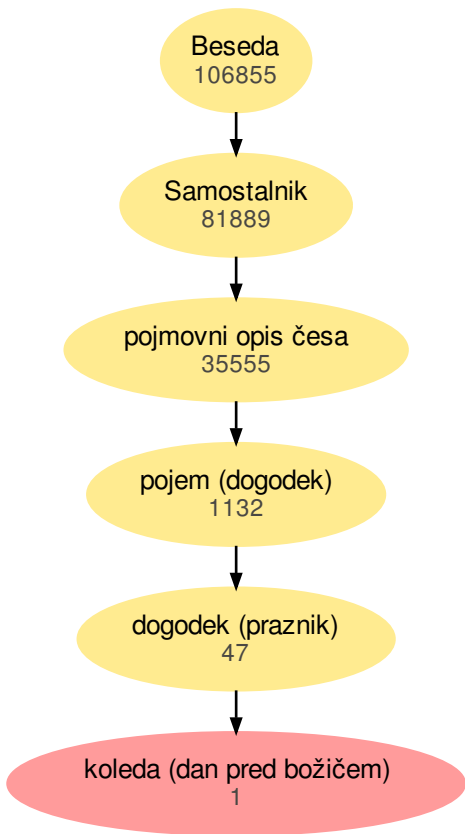 Beseda
106855
Samostalnik
81889
pojmovni opis česa
35555
pojem (dogodek)
1132
dogodek (praznik)
47
koleda (dan pred božičem)
1